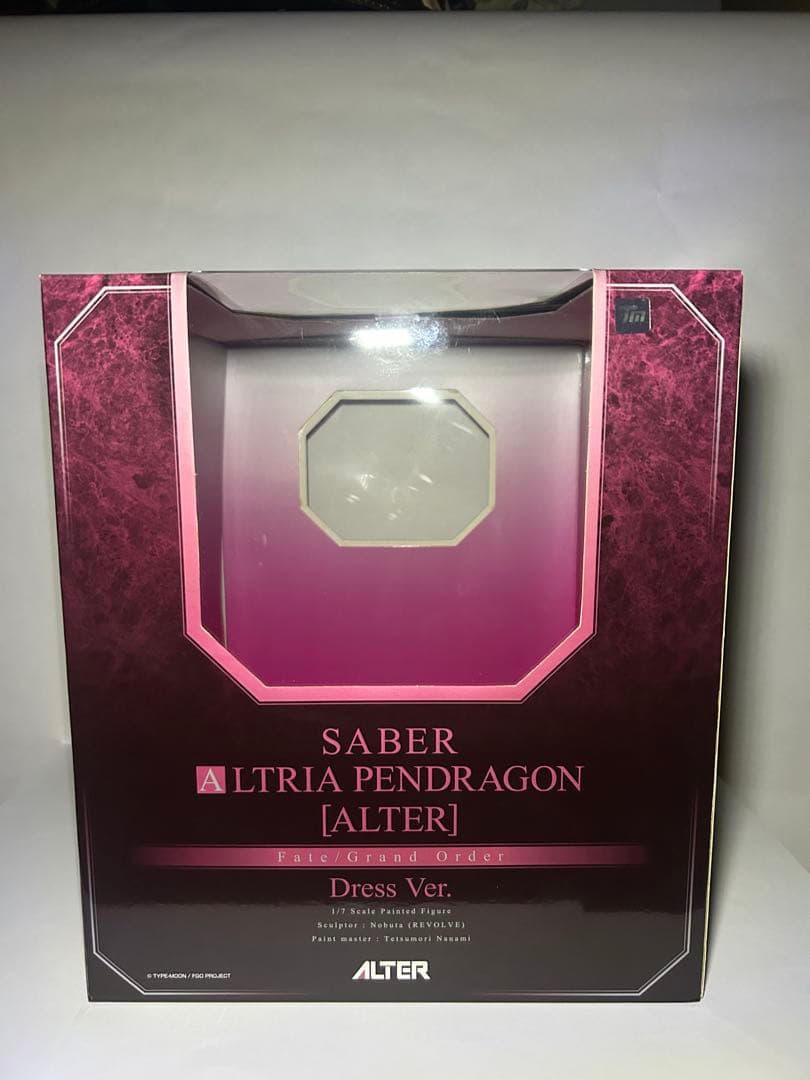 SABER
ALTRIA PENDRAGON
[ALTER]
Fate/Grand Order
Dress Ver.
1/7 Scale Painted Figure
Sculptor : Nobuta (REVOLVE)
Paint master : Tetsumori Nanami
© TYPE-MOON / FGO PROJECT
ALTER